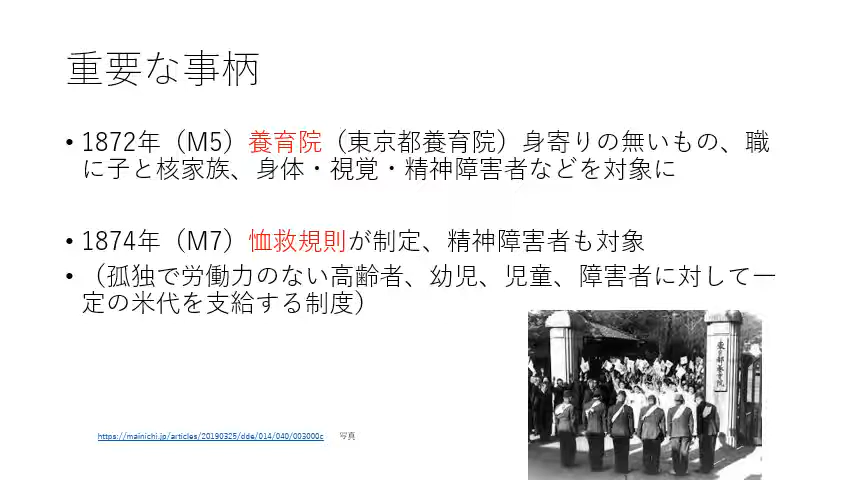 重要な事柄
• 1872年（M5）養育院（東京都養育院）身寄りの無いもの、職
に子と核家族、身体・視覚・精神障害者などを対象に
• 1874年（M7）恤救規則が制定、精神障害者も対象
• （孤独で労働力のない高齢者、幼児、児童、障害者に対して一
定の米代を支給する制度）
東京都養育院
https://mainichi.jp/articles/20190325/dde/014/040/003000c 写真